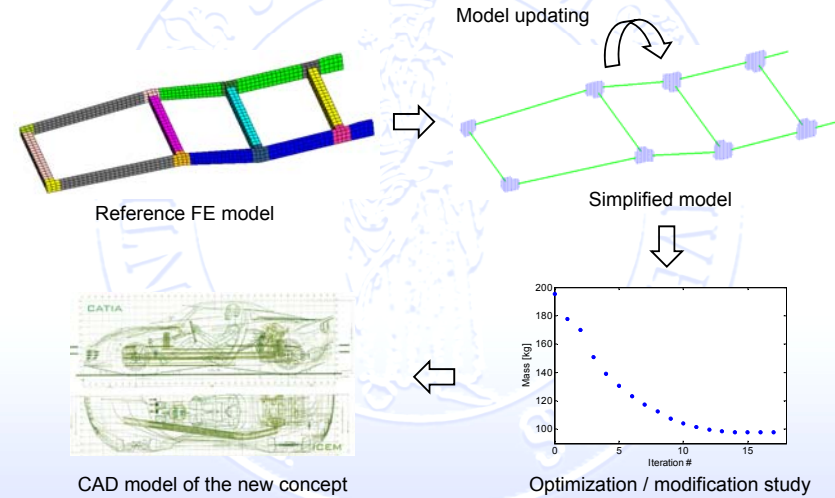 Model updating
Reference FE model
Simplified model
CATIA
ICEM
200
180
160
140
120
100
Mass [kg]
0
5
10
15
Iteration #
CAD model of the new concept
Optimization / modification study